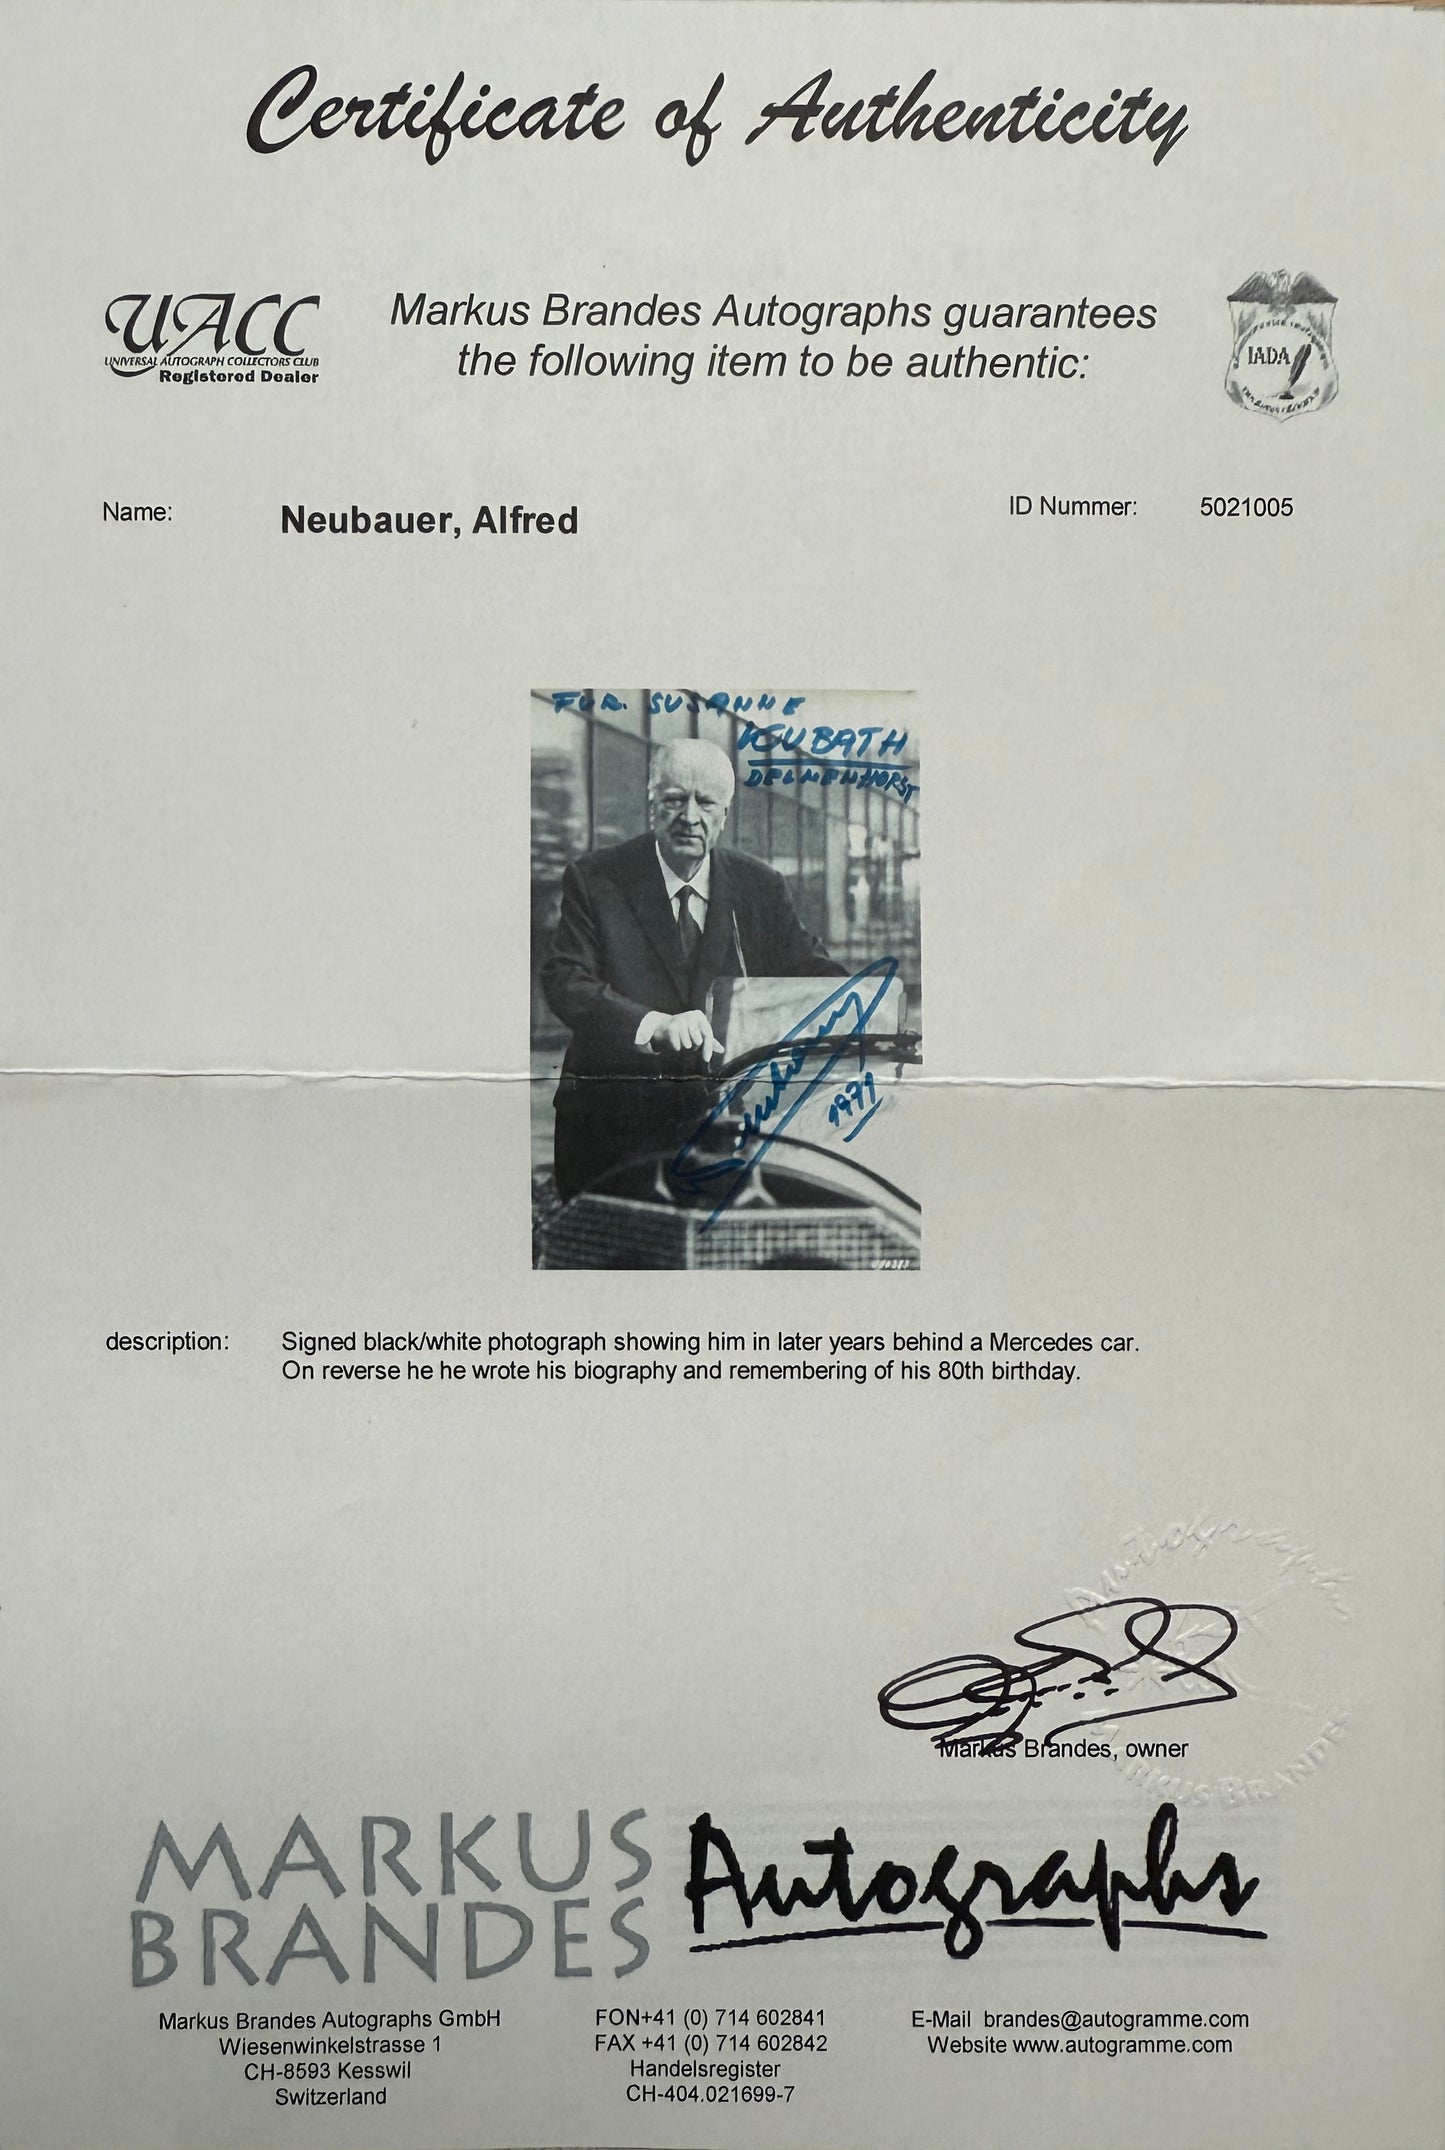 Certificate of Authenticity
UACC
UNIVERSAL AUTOGRAPH COLLECTORS CLUB
Registered Dealer
Markus Brandes Autographs guarantees
the following item to be authentic:
IADA
Name: Neubauer, Alfred
ID Nummer: 5021005
FÜR. SUSANNE
KUBATH
DELMENHORST
Neubauer
1971
description: Signed black/white photograph showing him in later years behind a Mercedes car.
On reverse he he wrote his biography and remembering of his 80th birthday.
Autographs
MARKUS BRANDES
Markus Brandes, owner
MARKUS
BRANDES
Autographs
Markus Brandes Autographs GmbH
Wiesenwinkelstrasse 1
CH-8593 Kesswil
Switzerland
FON+41 (0) 714 602841
FAX +41 (0) 714 602842
Handelsregister
CH-404.021699-7
E-Mail brandes@autogramme.com
Website www.autogramme.com